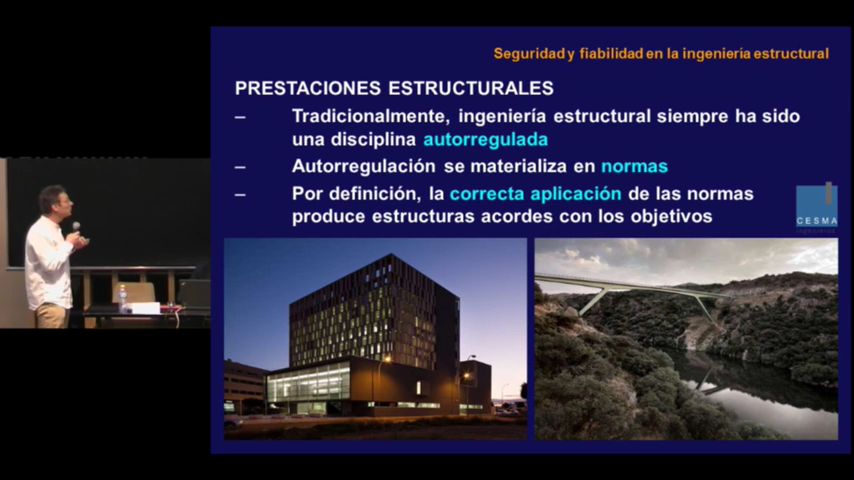 Seguridad y fiabilidad en la ingeniería estructural
PRESTACIONES ESTRUCTURALES
– Tradicionalmente, ingeniería estructural siempre ha sido
una disciplina autorregulada
– Autorregulación se materializa en normas
– Por definición, la correcta aplicación de las normas
produce estructuras acordes con los objetivos
CESMA
ingenieros